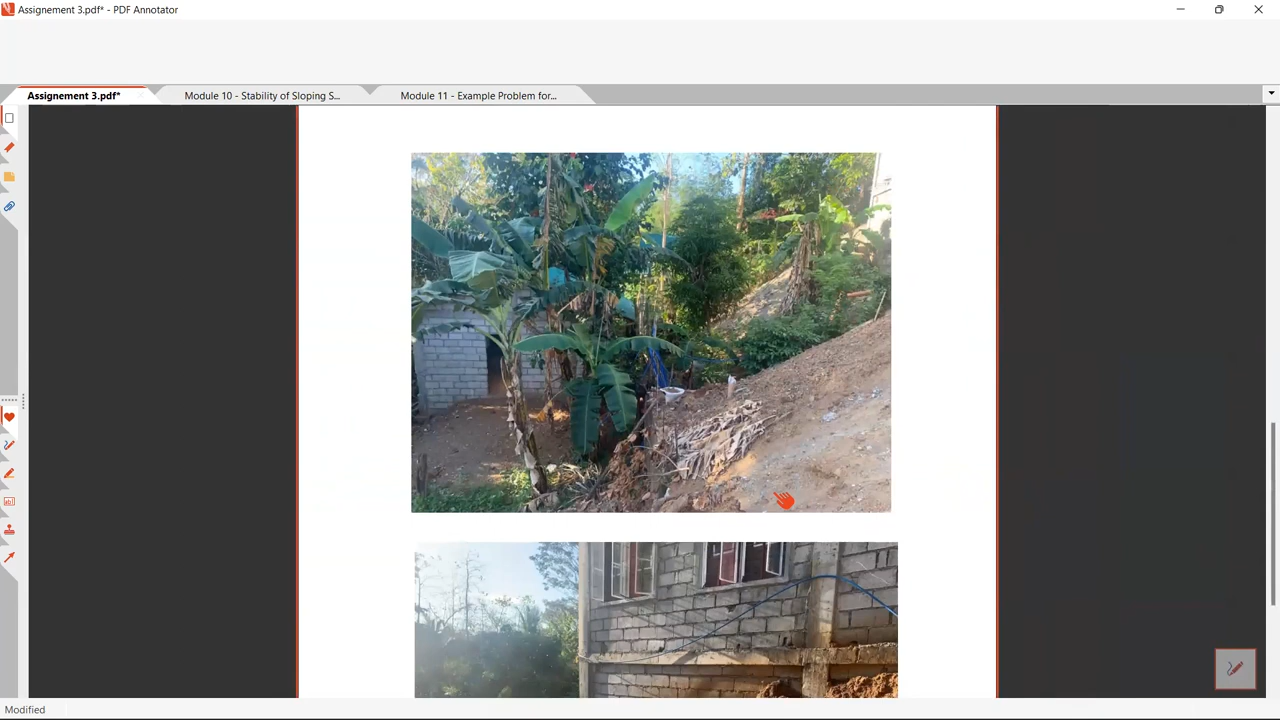 Assignement 3.pdf* - PDF Annotator
Assignement 3.pdf*
Module 10 - Stability of Sloping S...
Module 11 - Example Problem for...
Modified